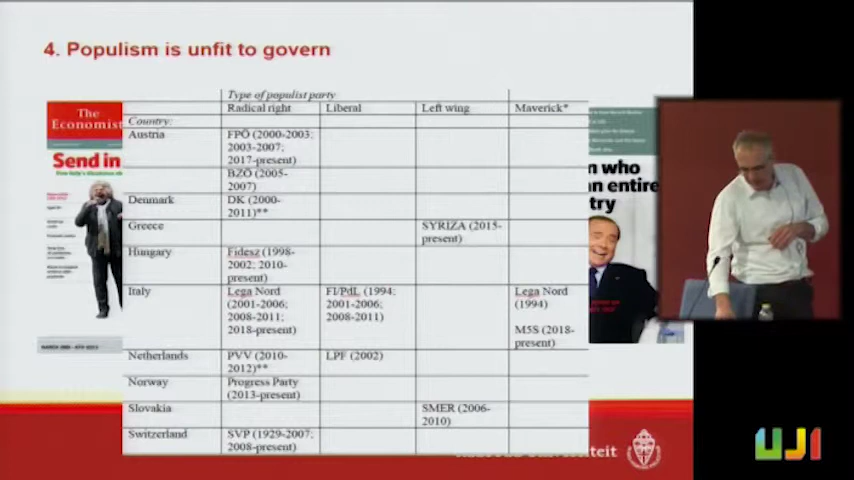 4. Populism is unfit to govern
The
Economist
Send in
Type of populist party
Radical right Liberal Left wing Maverick*
Country:
Austria FPÖ (2000-2003;
2003-2007;
2017-present)
BZÖ (2005-
2007)
Denmark DK (2000-
2011)**
Greece SYRIZA (2015-
present)
Hungary Fidesz (1998-
2002; 2010-
present)
Italy Lega Nord FI/PdL (1994; Lega Nord
(2001-2006; 2001-2006; (1994)
2008-2011; 2008-2011)
2018-present) M5S (2018-
present)
Netherlands PVV (2010- LPF (2002)
2012)**
Norway Progress Party
(2013-present)
Slovakia SMER (2006-
2010)
Switzerland SVP (1929-2007;
2008-present)
n who
an entire
try
UJI